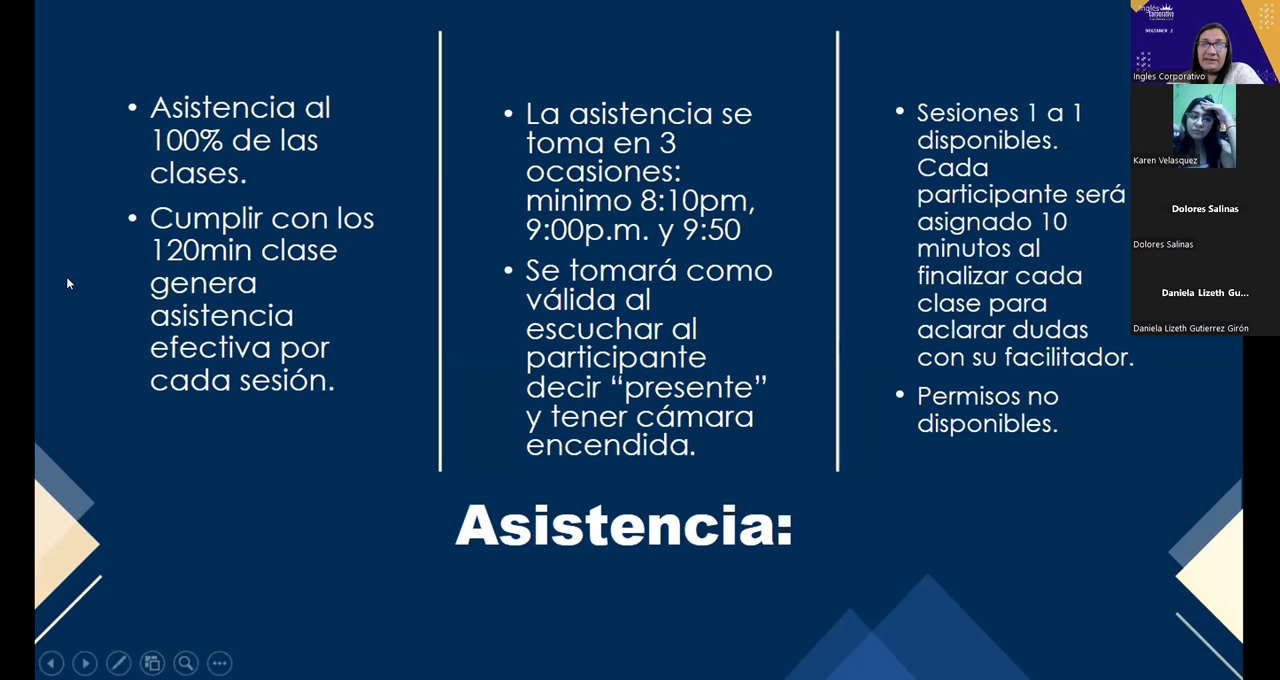 • Asistencia al
100% de las
clases.
• Cumplir con los
120min clase
genera
asistencia
efectiva por
cada sesión.
• La asistencia se
toma en 3
ocasiones:
minimo 8:10pm,
9:00p.m. y 9:50
• Se tomará como
válida al
escuchar al
participante
decir “presente”
y tener cámara
encendida.
• Sesiones 1 a 1
disponibles.
Cada
participante será
asignado 10
minutos al
finalizar cada
clase para
aclarar dudas
con su facilitador.
• Permisos no
disponibles.
Asistencia:
Inglés
Corporativo
BEGINNER 2
Ingles Corporativo
Karen Velasquez
Dolores Salinas
Dolores Salinas
Daniela Lizeth Gu...
Daniela Lizeth Gutierrez Girón